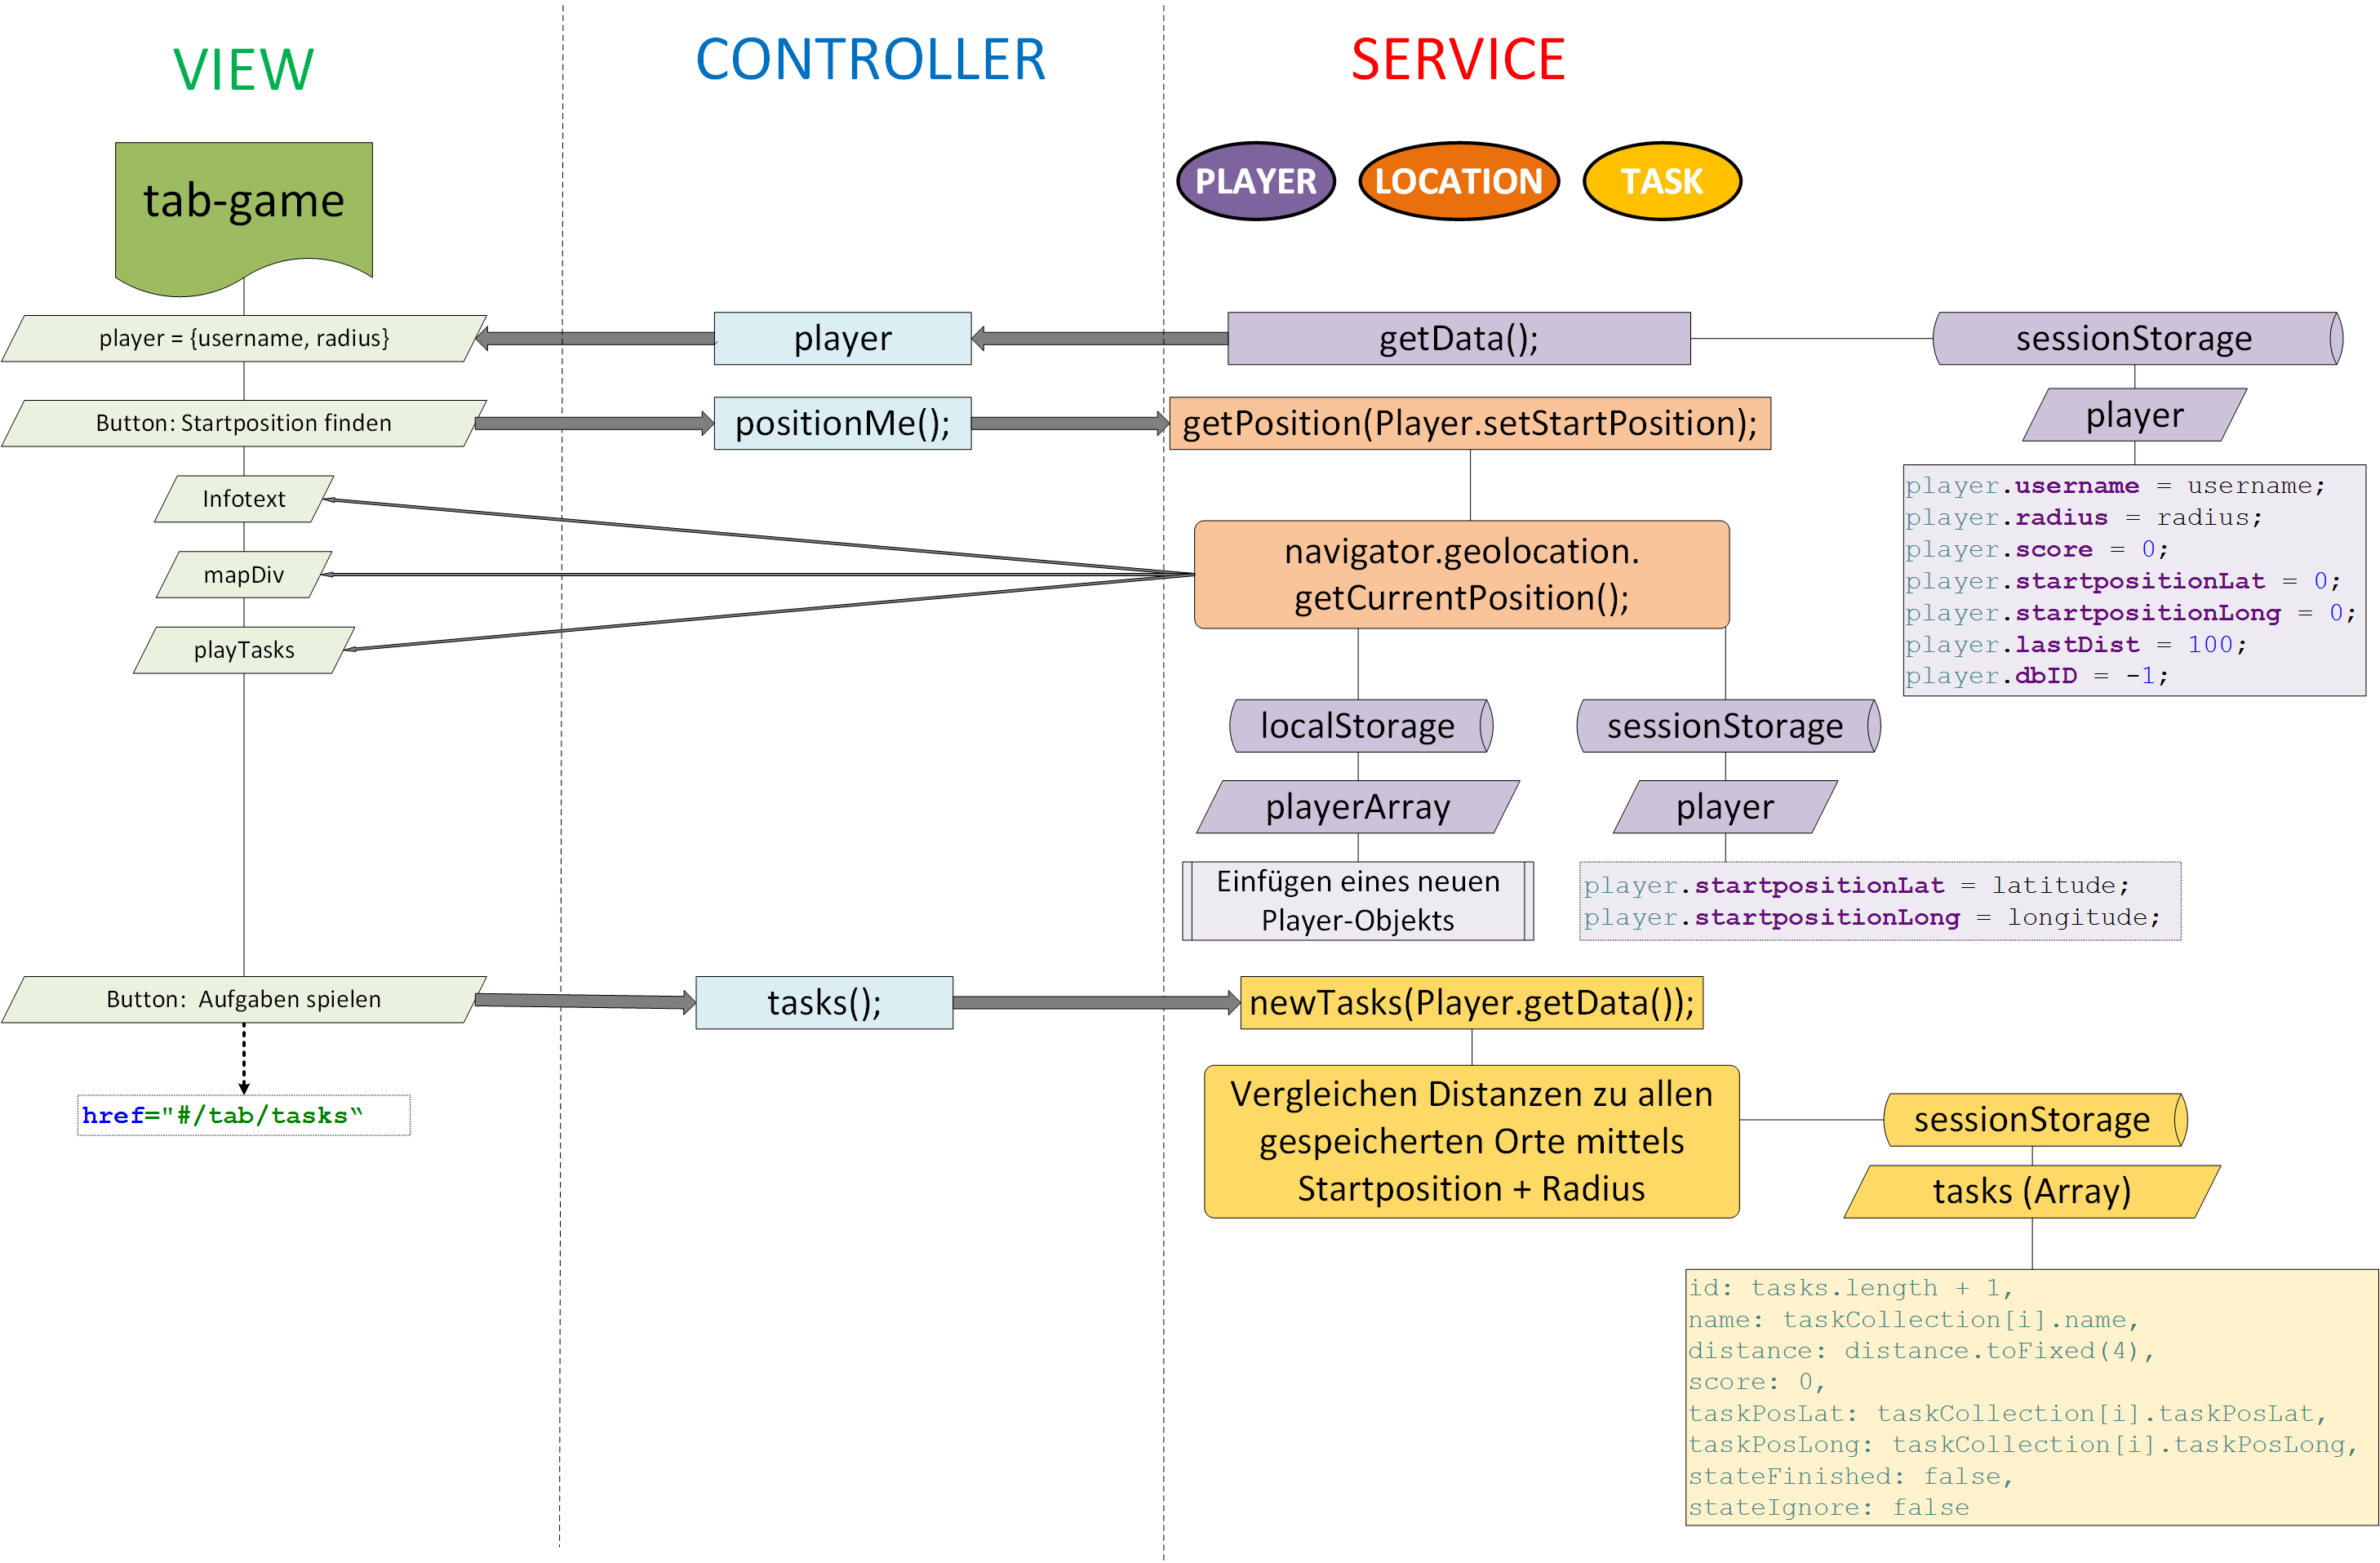 VIEW
CONTROLLER
SERVICE
PLAYER
LOCATION
TASK
tab-game
player = {username, radius}
player
getData();
sessionStorage
player
player.username = username;
player.radius = radius;
player.score = 0;
player.startpositionLat = 0;
player.startpositionLong = 0;
player.lastDist = 100;
player.dbID = -1;
Button: Startposition finden
positionMe();
getPosition(Player.setStartPosition);
Infotext
mapDiv
playTasks
navigator.geolocation.
getCurrentPosition();
localStorage
playerArray
Einfügen eines neuen
Player-Objekts
sessionStorage
player
player.startpositionLat = latitude;
player.startpositionLong = longitude;
Button:  Aufgaben spielen
tasks();
newTasks(Player.getData());
href="#/tab/tasks“
Vergleichen Distanzen zu allen
gespeicherten Orte mittels
Startposition + Radius
sessionStorage
tasks (Array)
id: tasks.length + 1,
name: taskCollection[i].name,
distance: distance.toFixed(4),
score: 0,
taskPosLat: taskCollection[i].taskPosLat,
taskPosLong: taskCollection[i].taskPosLong,
stateFinished: false,
stateIgnore: false